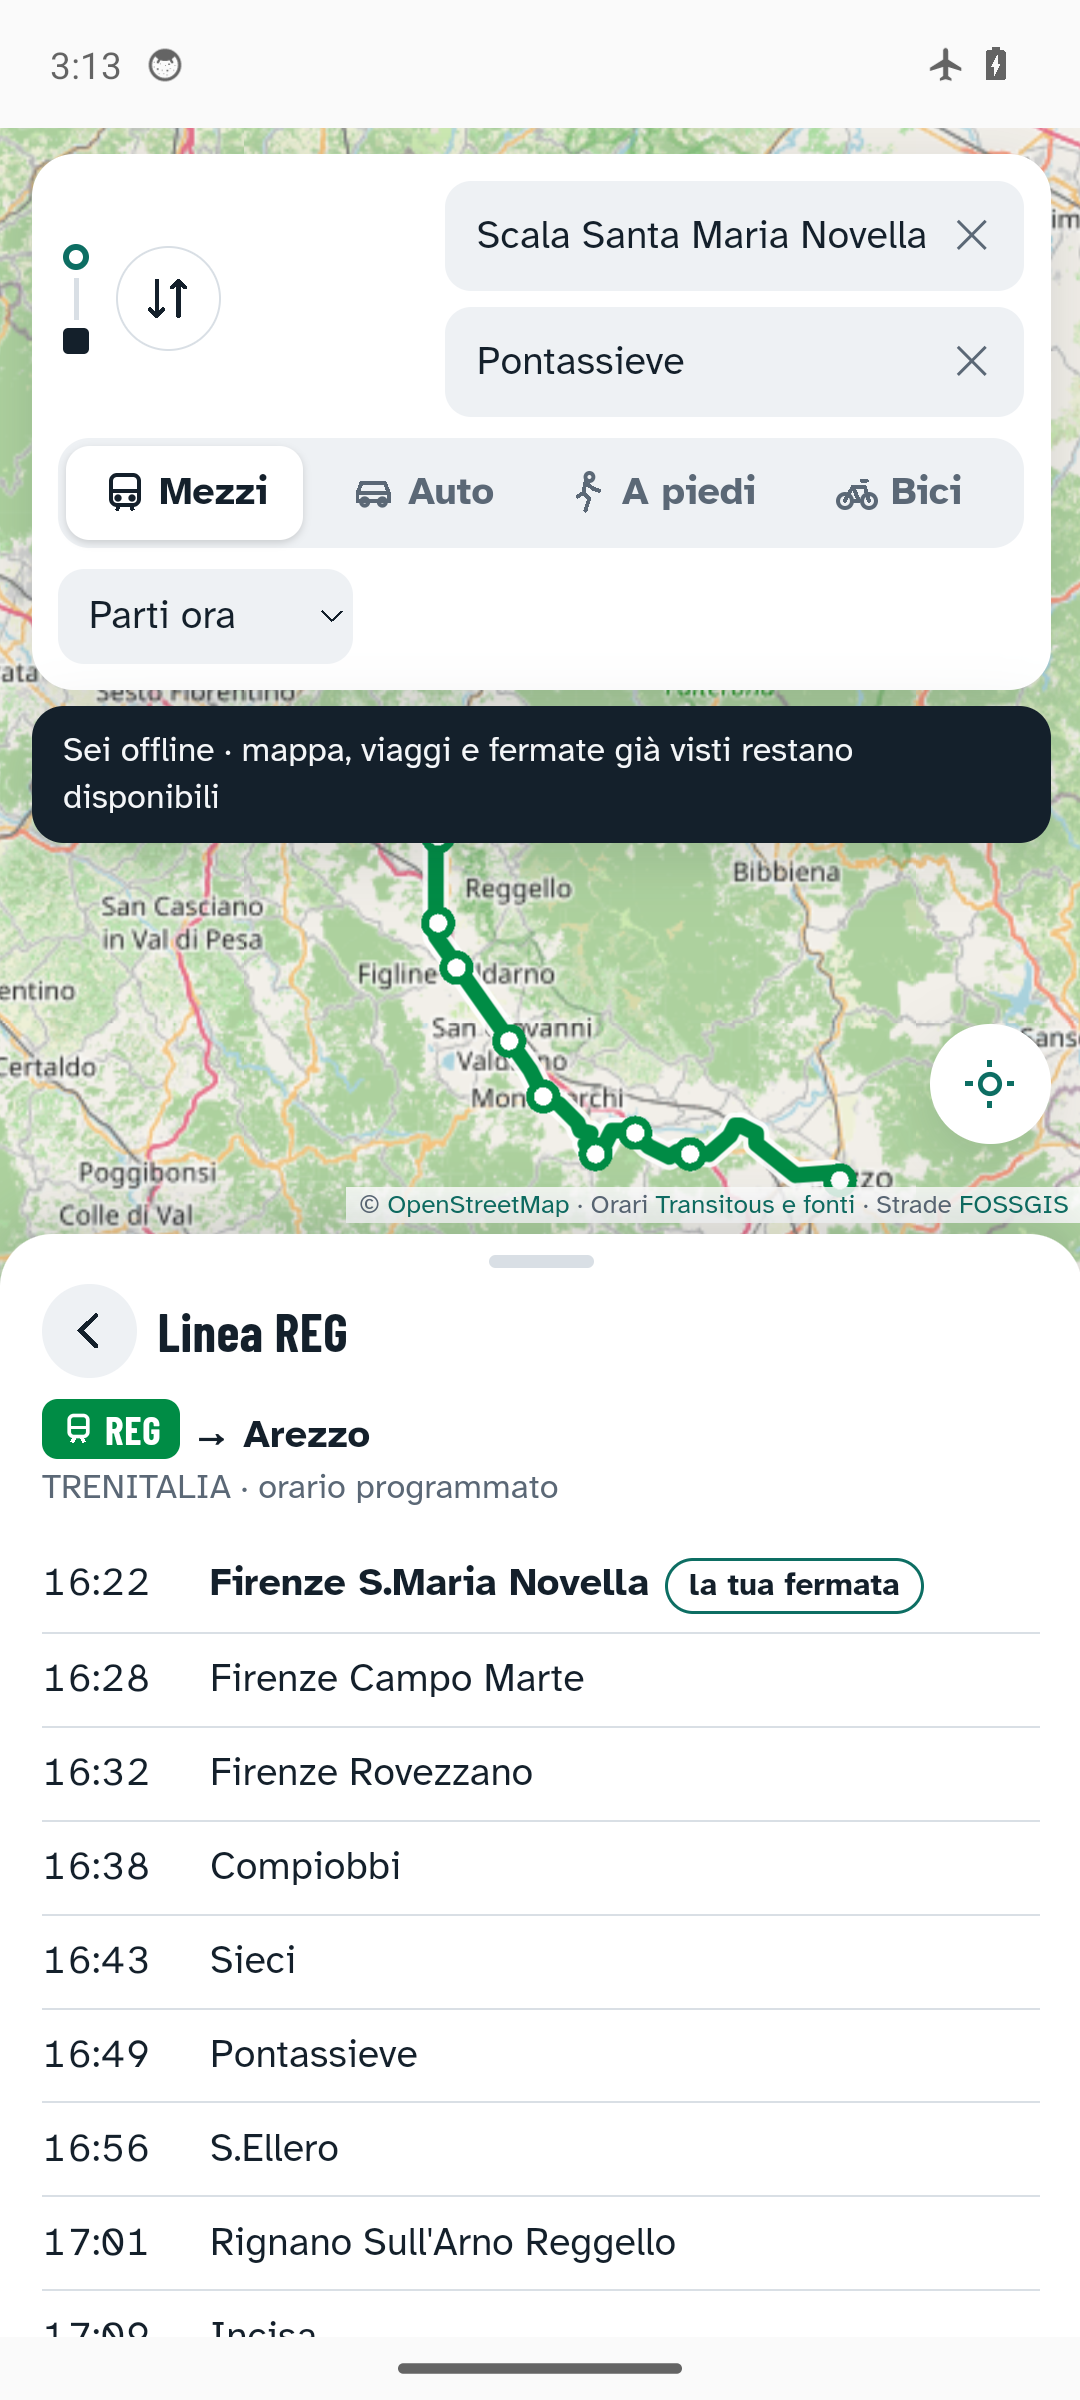 3:13
Scala Santa Maria Novella
Pontassieve
Mezzi
Auto
A piedi
Bici
Parti ora
Sei offline · mappa, viaggi e fermate già visti restano
disponibili
Reggello
Bibbiena
San Casciano
in Val di Pesa
Certaldo
Poggibonsi
Colle di Val
© OpenStreetMap · Orari Transitous e fonti · Strade FOSSGIS
Linea REG
REG → Arezzo
TRENITALIA · orario programmato
16:22 Firenze S.Maria Novella la tua fermata
16:28 Firenze Campo Marte
16:32 Firenze Rovezzano
16:38 Compiobbi
16:43 Sieci
16:49 Pontassieve
16:56 S.Ellero
17:01 Rignano Sull'Arno Reggello
17:09 Incisa